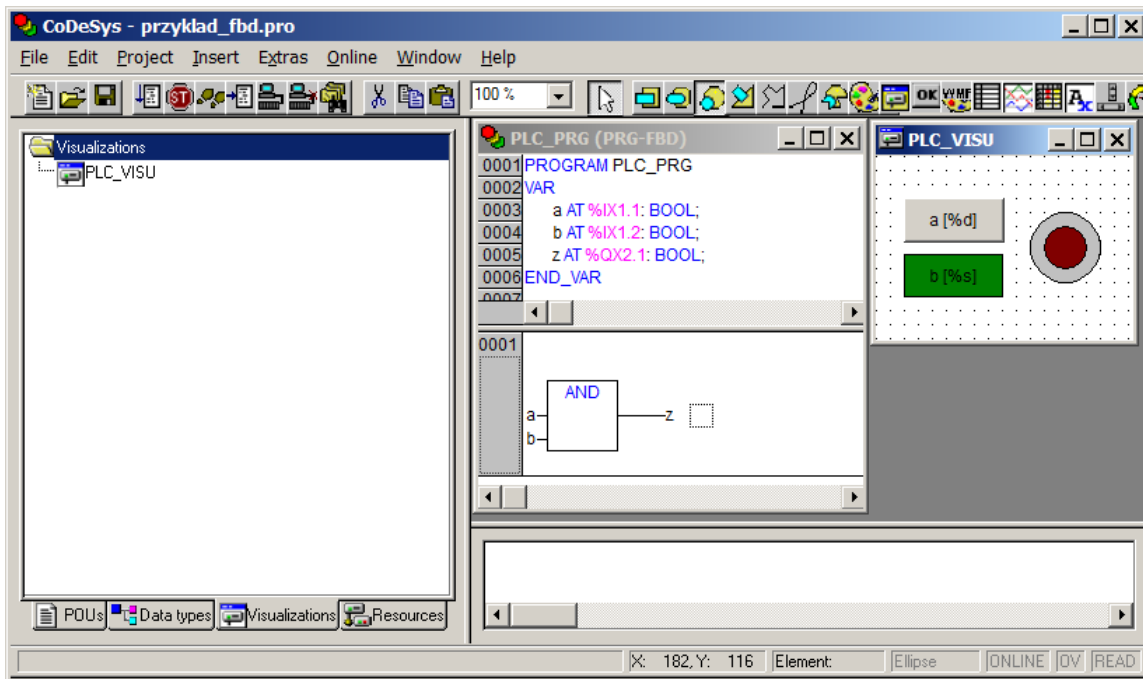 CoDeSys - przyklad_fbd.pro
File Edit Project Insert Extras Online Window Help
100 %
OK
Visualizations
PLC_VISU
POUs Data types Visualizations Resources
PLC_PRG (PRG-FBD)
0001 PROGRAM PLC_PRG
0002 VAR
0003 a AT %IX1.1: BOOL;
0004 b AT %IX1.2: BOOL;
0005 z AT %QX2.1: BOOL;
0006 END_VAR
0007
0001
AND
a z
b
PLC_VISU
a [%d]
b [%s]
X: 182, Y: 116 Element: Ellipse ONLINE OV READ